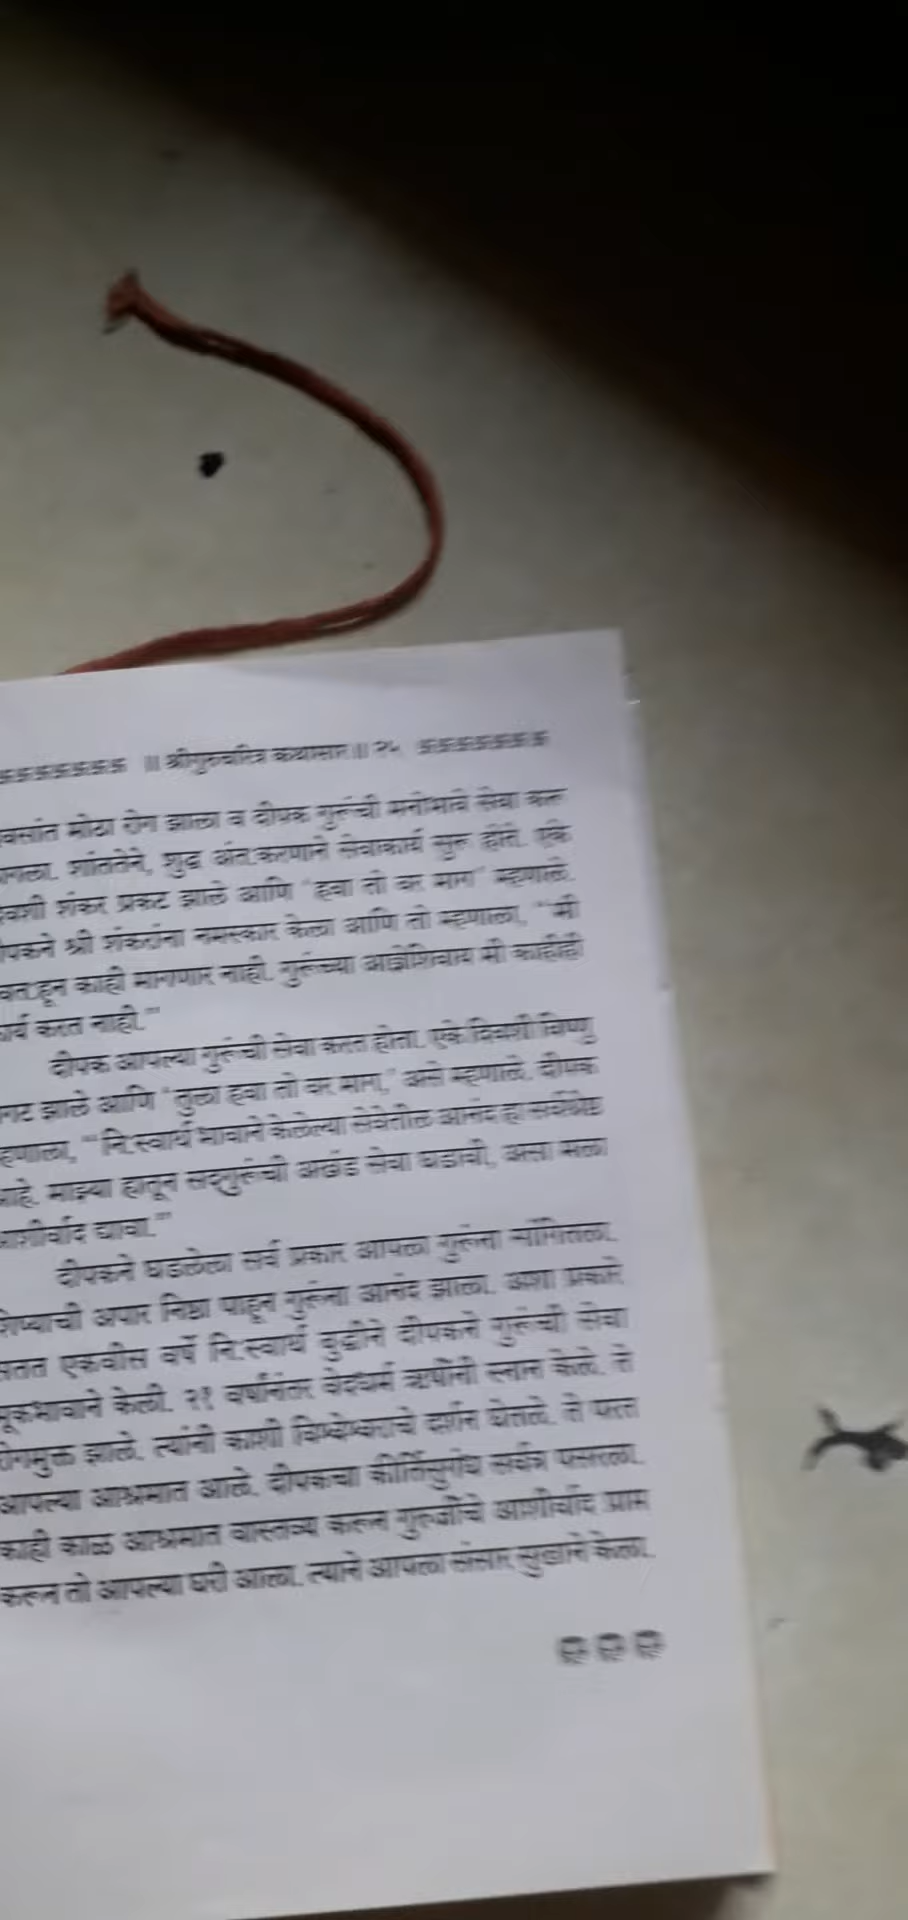 ॥ श्रीगुरुचरित्र कथासार ॥ २५
वसांत मोठा रोग झाला व दीपक गुरूंची मनोभावे सेवा करू
गला. शांततेने, शुद्ध अंत:करणाने सेवाकार्य सुरू होते. एके
वशी शंकर प्रकट झाले आणि "हवा तो वर माग" म्हणाले.
पकने श्री शंकरांना नमस्कार केला आणि तो म्हणाला, "मी
काही मागणार नाही. गुरूंच्या आज्ञेशिवाय मी काहीही
र्य करत नाही."
दीपक आपल्या गुरूंची सेवा करत होता. एके दिवशी विष्णु
गट झाले आणि "तुला हवा तो वर माग," असे म्हणाले. दीपक
हणाला, "नि:स्वार्थ भावाने केलेल्या सेवेतील आनंद हा सर्वश्रेष्ठ
आहे. माझ्या हातून सद्गुरूंची अखंड सेवा घडावी, असा मला
आशीर्वाद द्यावा."
दीपकने घडलेला सर्व प्रकार आपल्या गुरूंना सांगितला.
शिष्याची अपार निष्ठा पाहून गुरूंना आनंद झाला. अशा प्रकारे
सतत एकवीस वर्षे नि:स्वार्थ बुद्धीने दीपकने गुरूंची सेवा
मूकभावाने केली. २१ वर्षांनंतर वेदधर्म ऋषींनी स्नान केले. ते
रोगमुक्त झाले. त्यांनी काशी विश्वेश्वराचे दर्शन घेतले. ते परत
आपल्या आश्रमात आले. दीपकचा कीर्तिसुगंध सर्वत्र पसरला.
काही काळ आश्रमात वास्तव्य करून गुरुजींचे आशीर्वाद प्राप्त
करून तो आपल्या घरी आला. त्याने आपला संसार सुखाने केला.